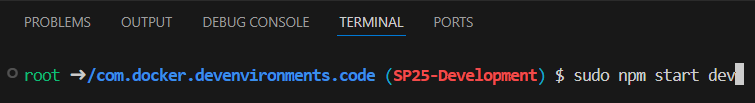 PROBLEMS OUTPUT DEBUG CONSOLE TERMINAL PORTS
root ➜/com.docker.devenvironments.code (SP25-Development) $ sudo npm start dev